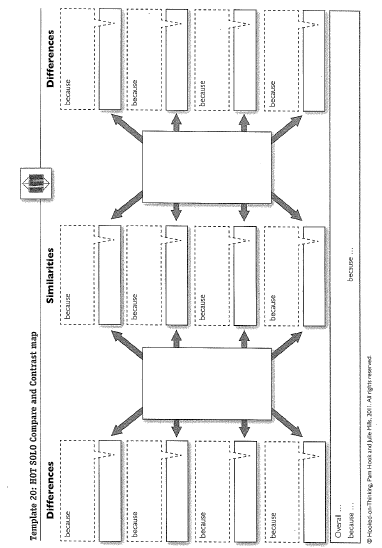 Template 20: HOT SOLO Compare and Contrast map
Differences
Similarities
Differences
because
because
because
because
because
because
because
because
because
because
because
because
Overall ...
because ...
because ...
© Hooked-on-Thinking, Pam Hook and Julie Mills, 2011. All rights reserved.